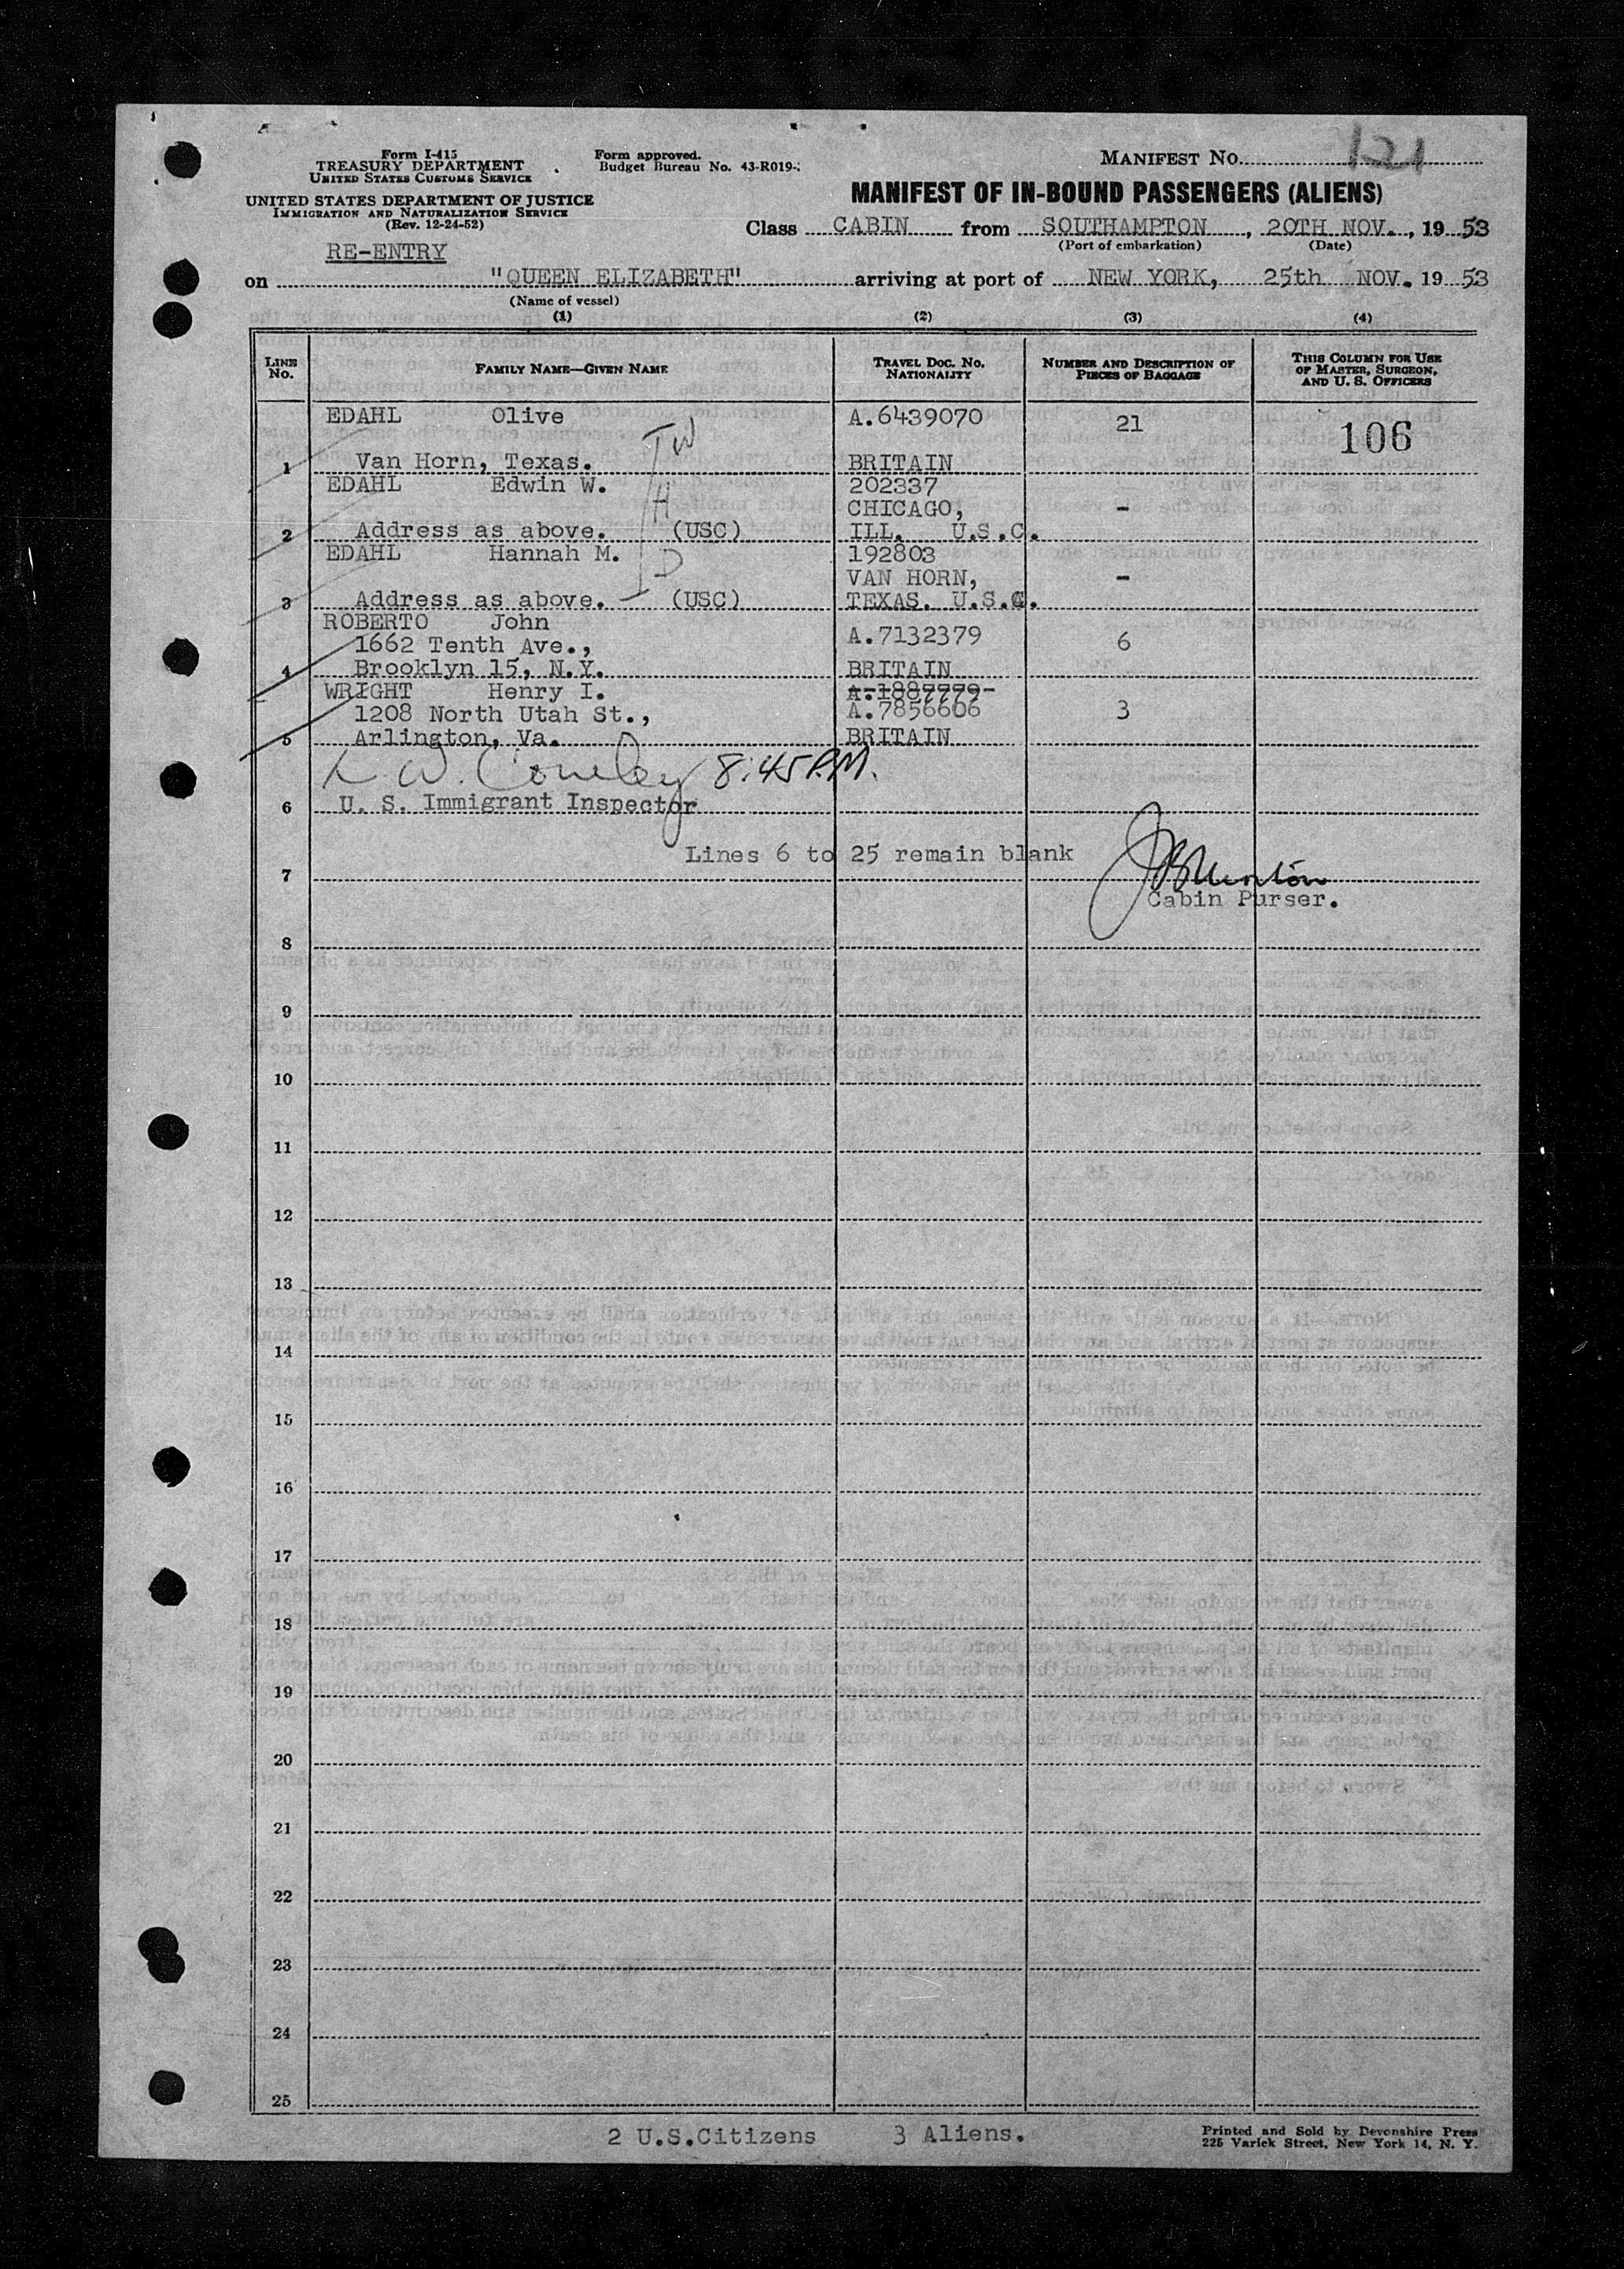 Form I-415
TREASURY DEPARTMENT
UNITED STATES CUSTOMS SERVICE
UNITED STATES DEPARTMENT OF JUSTICE
IMMIGRATION AND NATURALIZATION SERVICE
(Rev. 12-24-52)
Form approved.
Budget Bureau No. 43-R019-
MANIFEST NO. 121
MANIFEST OF IN-BOUND PASSENGERS (ALIENS)
Class CABIN from SOUTHAMPTON, 20TH NOV., 19 53
(Port of embarkation) (Date)
RE-ENTRY
on "QUEEN ELIZABETH" arriving at port of NEW YORK, 25th NOV. 19 53
(Name of vessel)
(1) (2) (3) (4)
LINE NO. FAMILY NAME—GIVEN NAME TRAVEL DOC. NO. NATIONALITY NUMBER AND DESCRIPTION OF PIECES OF BAGGAGE THIS COLUMN FOR USE OF MASTER, SURGEON, AND U. S. OFFICERS
EDAHL Olive A.6439070 21 106
1 Van Horn, Texas. BRITAIN
EDAHL Edwin W. 202337
CHICAGO, -
2 Address as above. (USC) ILL. U.S.C.
EDAHL Hannah M. 192803
VAN HORN, -
3 Address as above. (USC) TEXAS. U.S.C.
ROBERTO John
1662 Tenth Ave., A.7132379 6
4 Brooklyn 15, N.Y. BRITAIN
WRIGHT Henry I. A.1887779-
1208 North Utah St., A.7856606 3
5 Arlington, Va. BRITAIN
8:45 P.M.
6 U. S. Immigrant Inspector
Lines 6 to 25 remain blank
7
Cabin Purser.
8
9
10
11
12
13
14
15
16
17
18
19
20
21
22
23
24
25
2 U.S.Citizens 3 Aliens.
Printed and Sold by Devonshire Press
225 Varick Street, New York 14, N. Y.